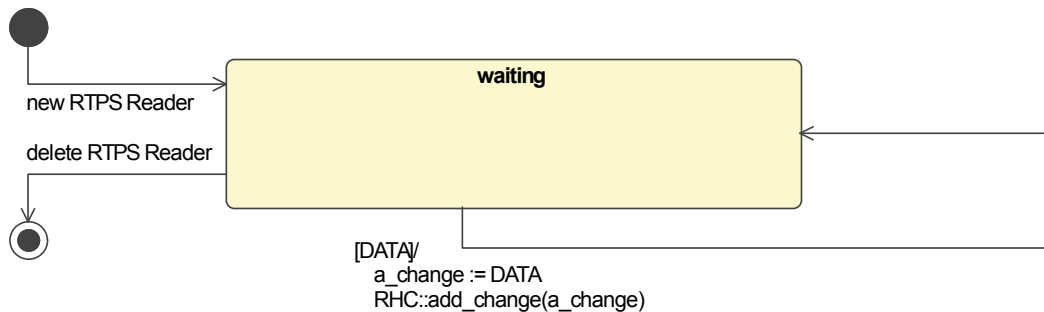 waiting
new RTPS Reader
delete RTPS Reader
[DATA]/
a_change := DATA
RHC::add_change(a_change)